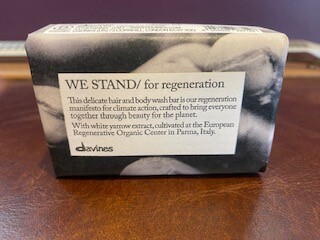 WE STAND/ for regeneration
This delicate hair and body wash bar is our regeneration
manifesto for climate action, crafted to bring everyone
together through beauty for the planet.
With white yarrow extract, cultivated at the European
Regenerative Organic Center in Parma, Italy.
davines